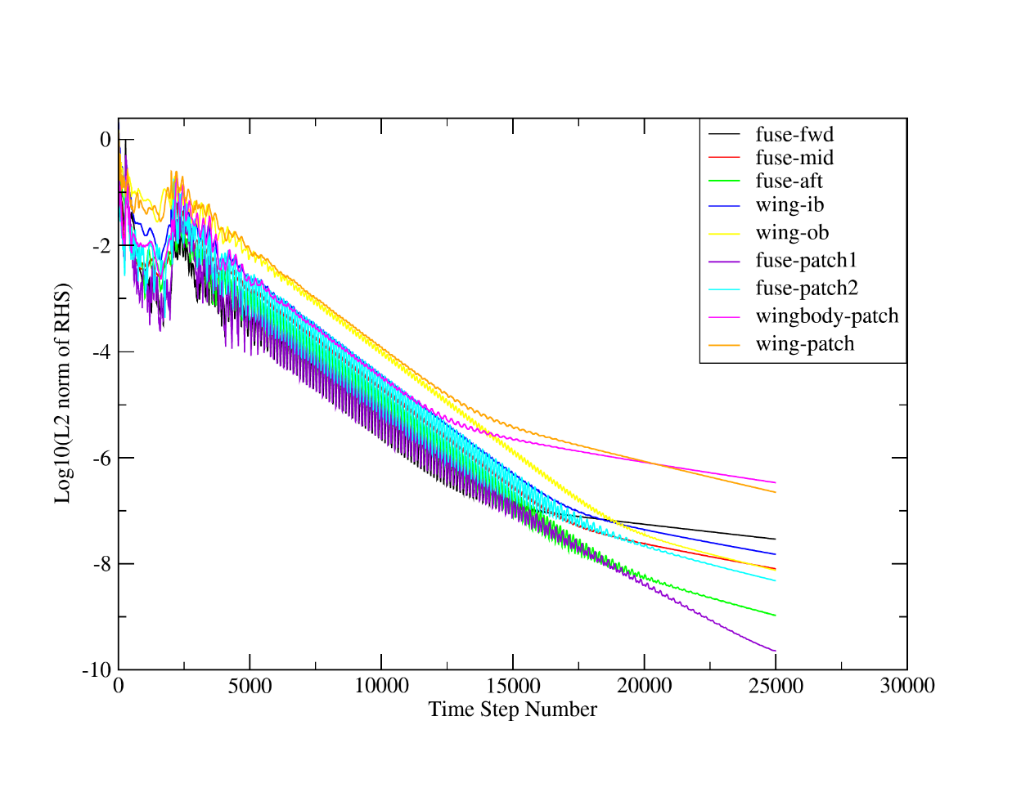 0
-2
-4
-6
-8
-10
Log10(L2 norm of RHS)
fuse-fwd
fuse-mid
fuse-aft
wing-ib
wing-ob
fuse-patch1
fuse-patch2
wingbody-patch
wing-patch
0 5000 10000 15000 20000 25000 30000
Time Step Number